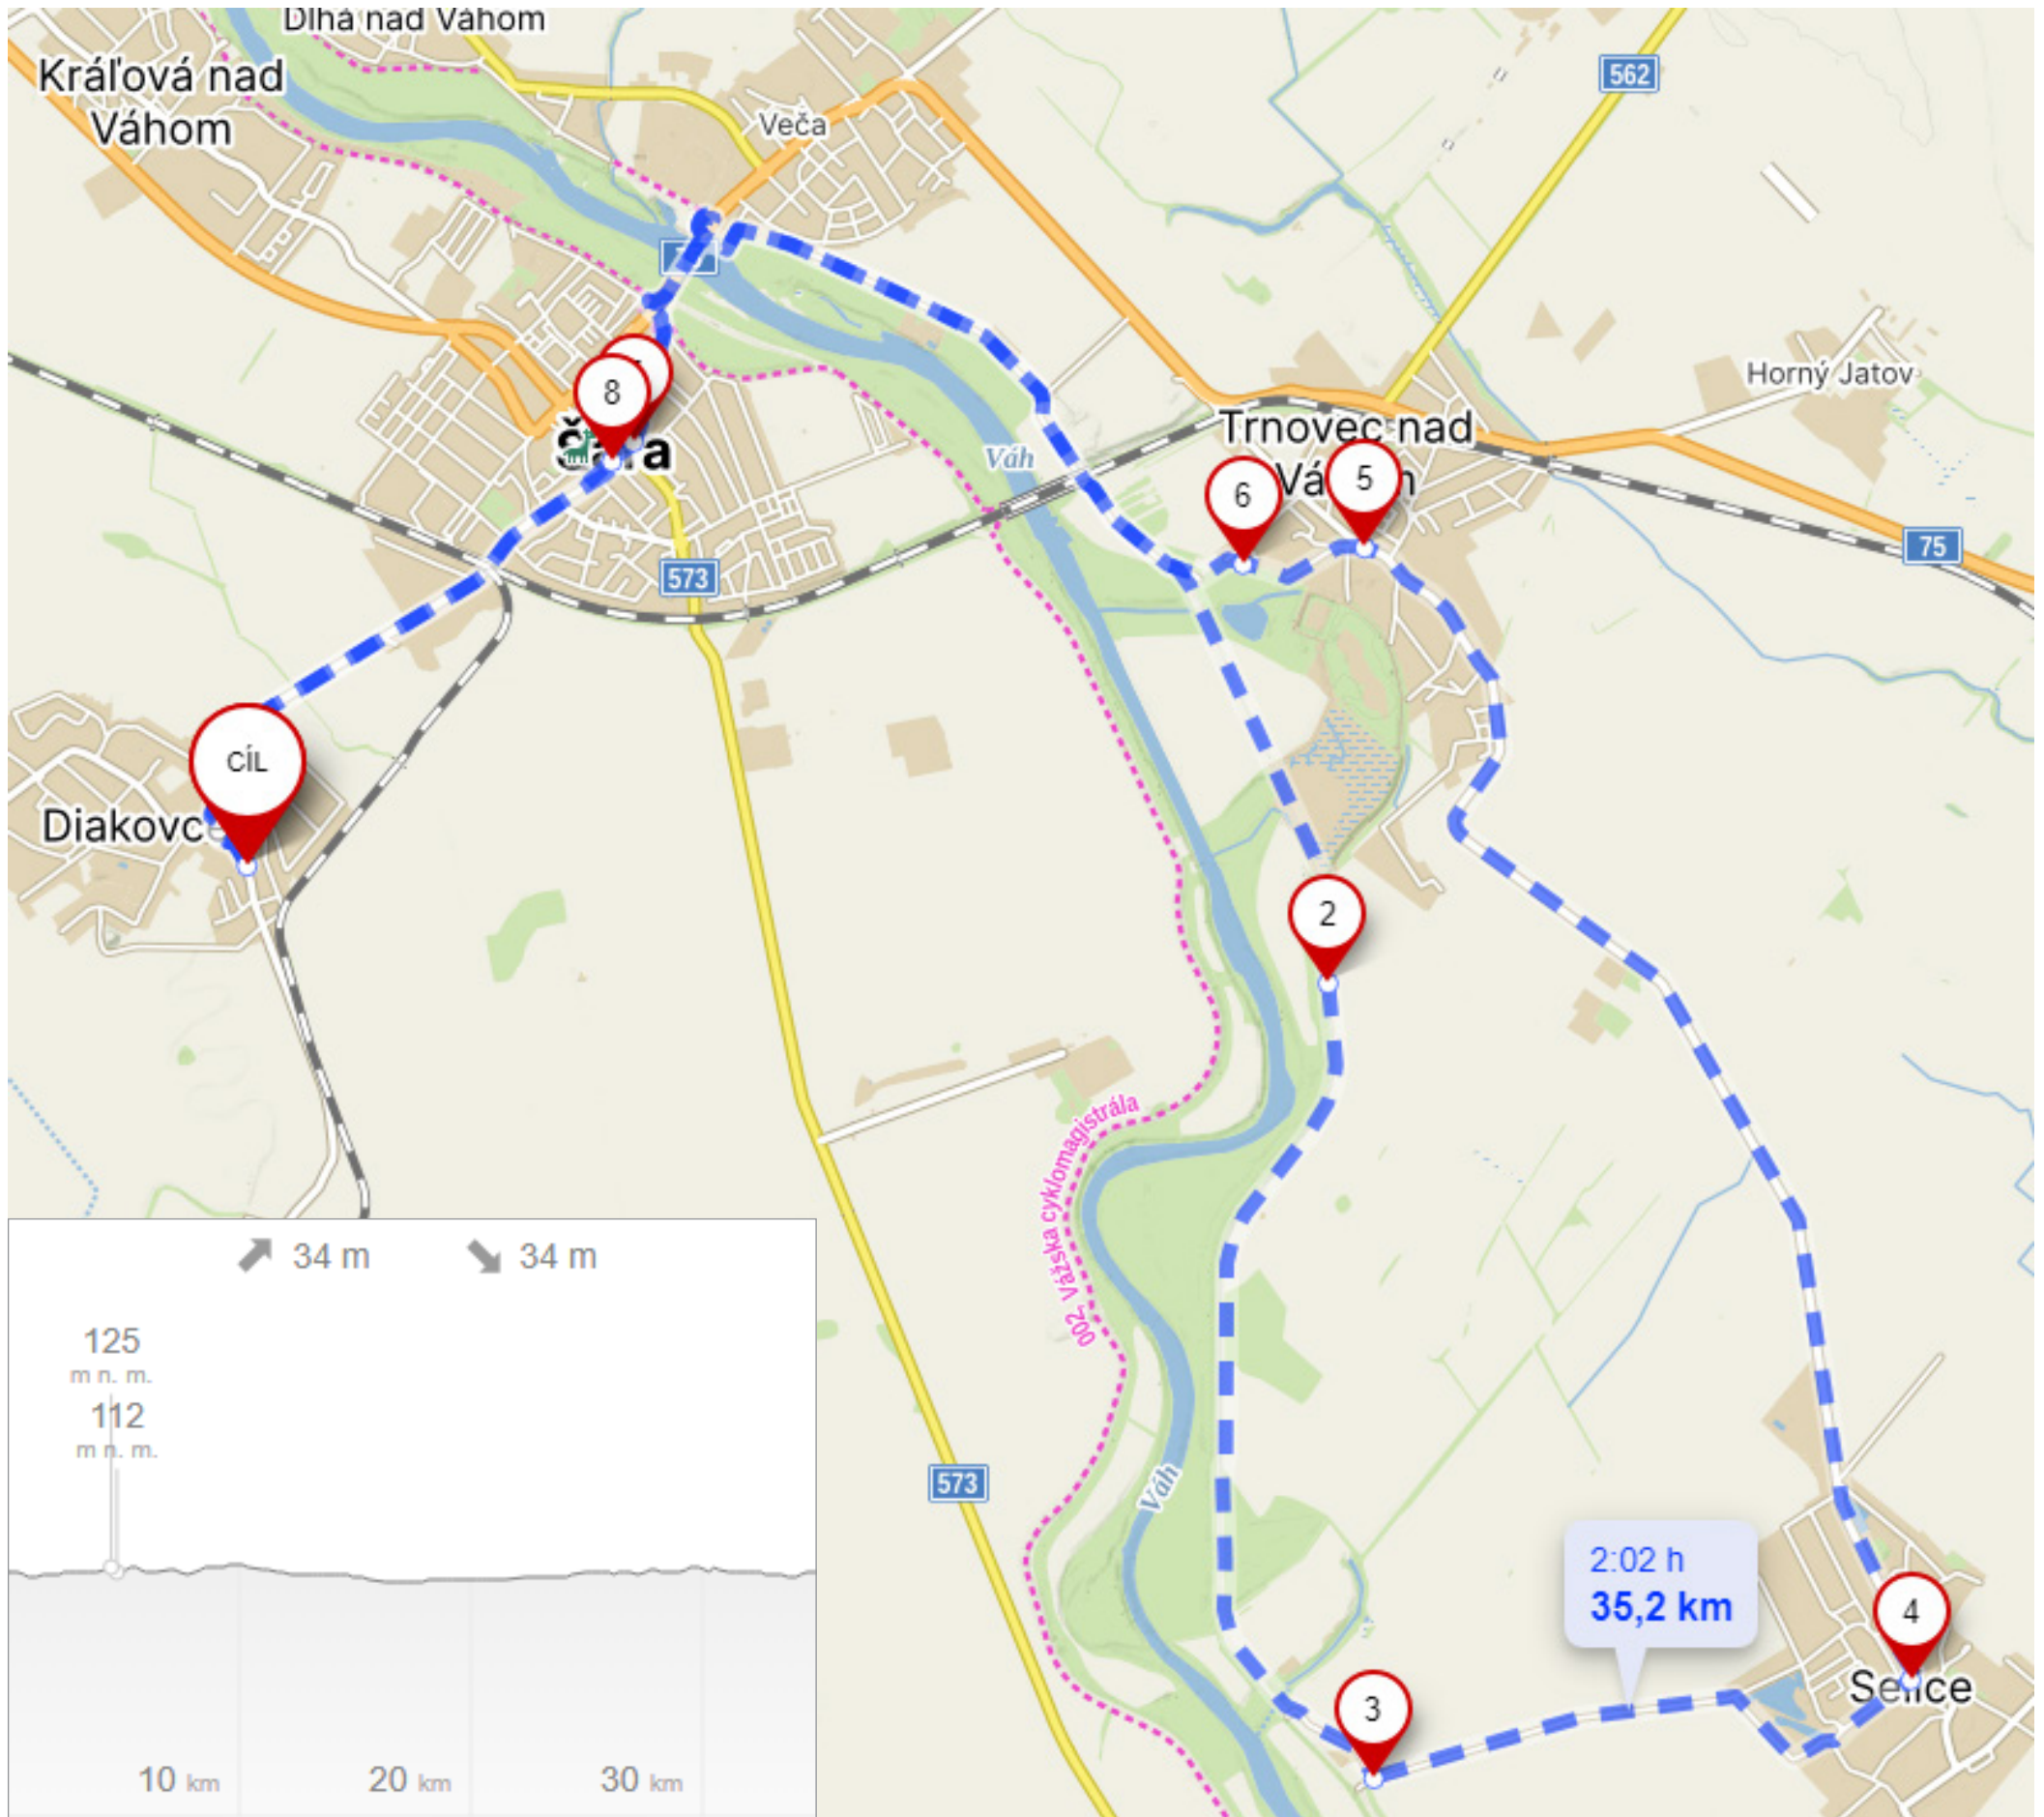 Dlhá nad Váhom
Kráľová nad
Váhom
Veča
562
8
Horný Jatov
Trnovec nad
Váh
6
5
573
75
CÍL
Diakovce
2
002, Vážska cyklomagistrála
34 m
34 m
125
m n. m.
112
m n. m.
573
Váh
2:02 h
35,2 km
4
Selice
3
10 km
20 km
30 km